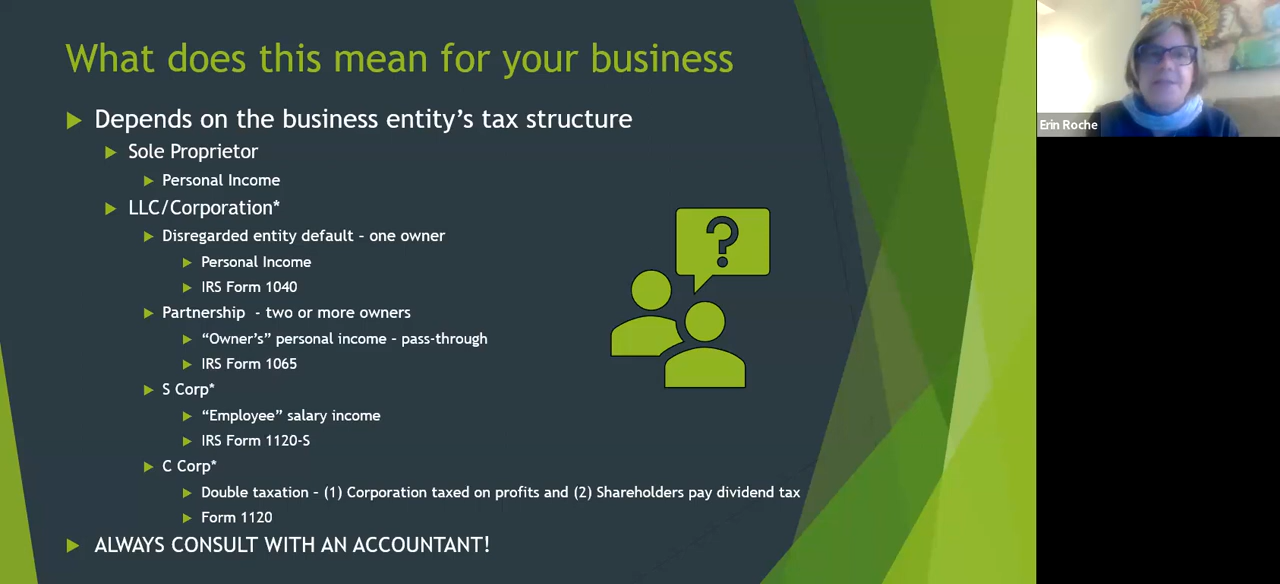 What does this mean for your business
Depends on the business entity's tax structure
Sole Proprietor
Personal Income
LLC/Corporation*
Disregarded entity default – one owner
Personal Income
IRS Form 1040
Partnership  - two or more owners
“Owner’s” personal income – pass-through
IRS Form 1065
S Corp*
“Employee” salary income
IRS Form 1120-S
C Corp*
Double taxation – (1) Corporation taxed on profits and (2) Shareholders pay dividend tax
Form 1120
ALWAYS CONSULT WITH AN ACCOUNTANT!
?
Erin Roche